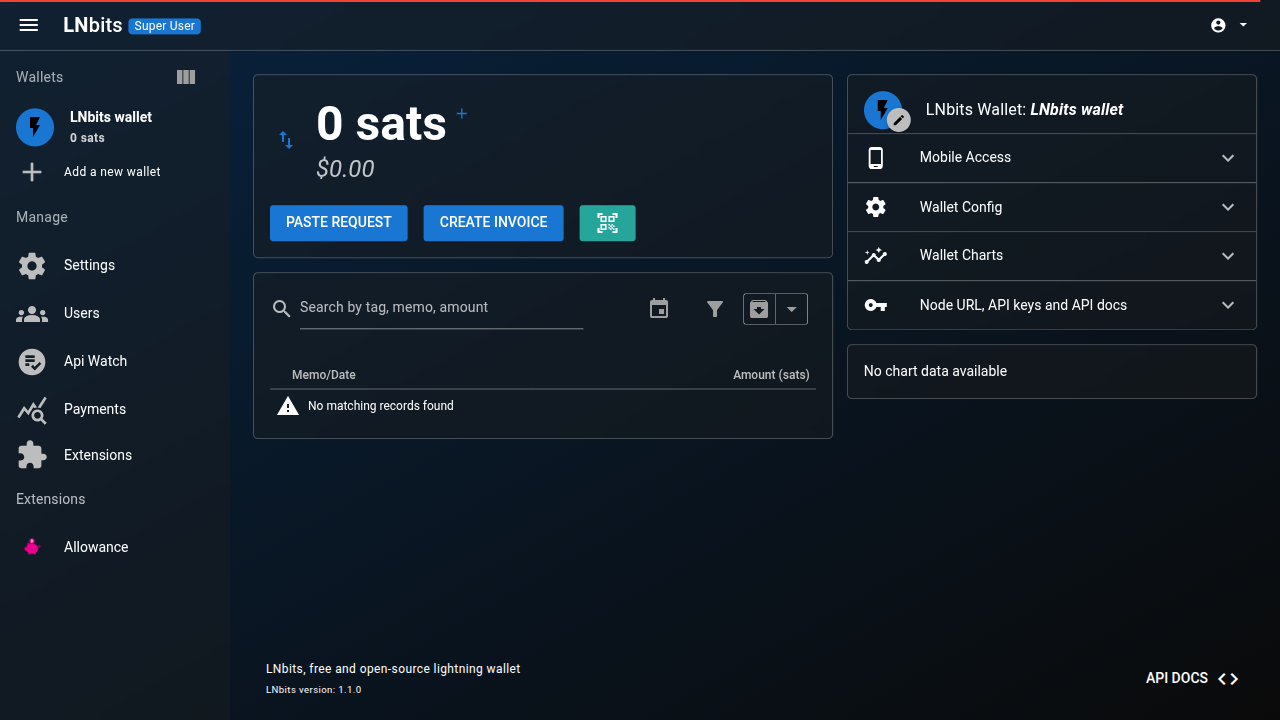 LNbits Super User
Wallets
LNbits wallet
0 sats
Add a new wallet
Manage
Settings
Users
Api Watch
Payments
Extensions
Extensions
Allowance
0 sats +
$0.00
PASTE REQUEST CREATE INVOICE
Search by tag, memo, amount
Memo/Date Amount (sats)
No matching records found
LNbits Wallet: LNbits wallet
Mobile Access
Wallet Config
Wallet Charts
Node URL, API keys and API docs
No chart data available
LNbits, free and open-source lightning wallet
LNbits version: 1.1.0
API DOCS